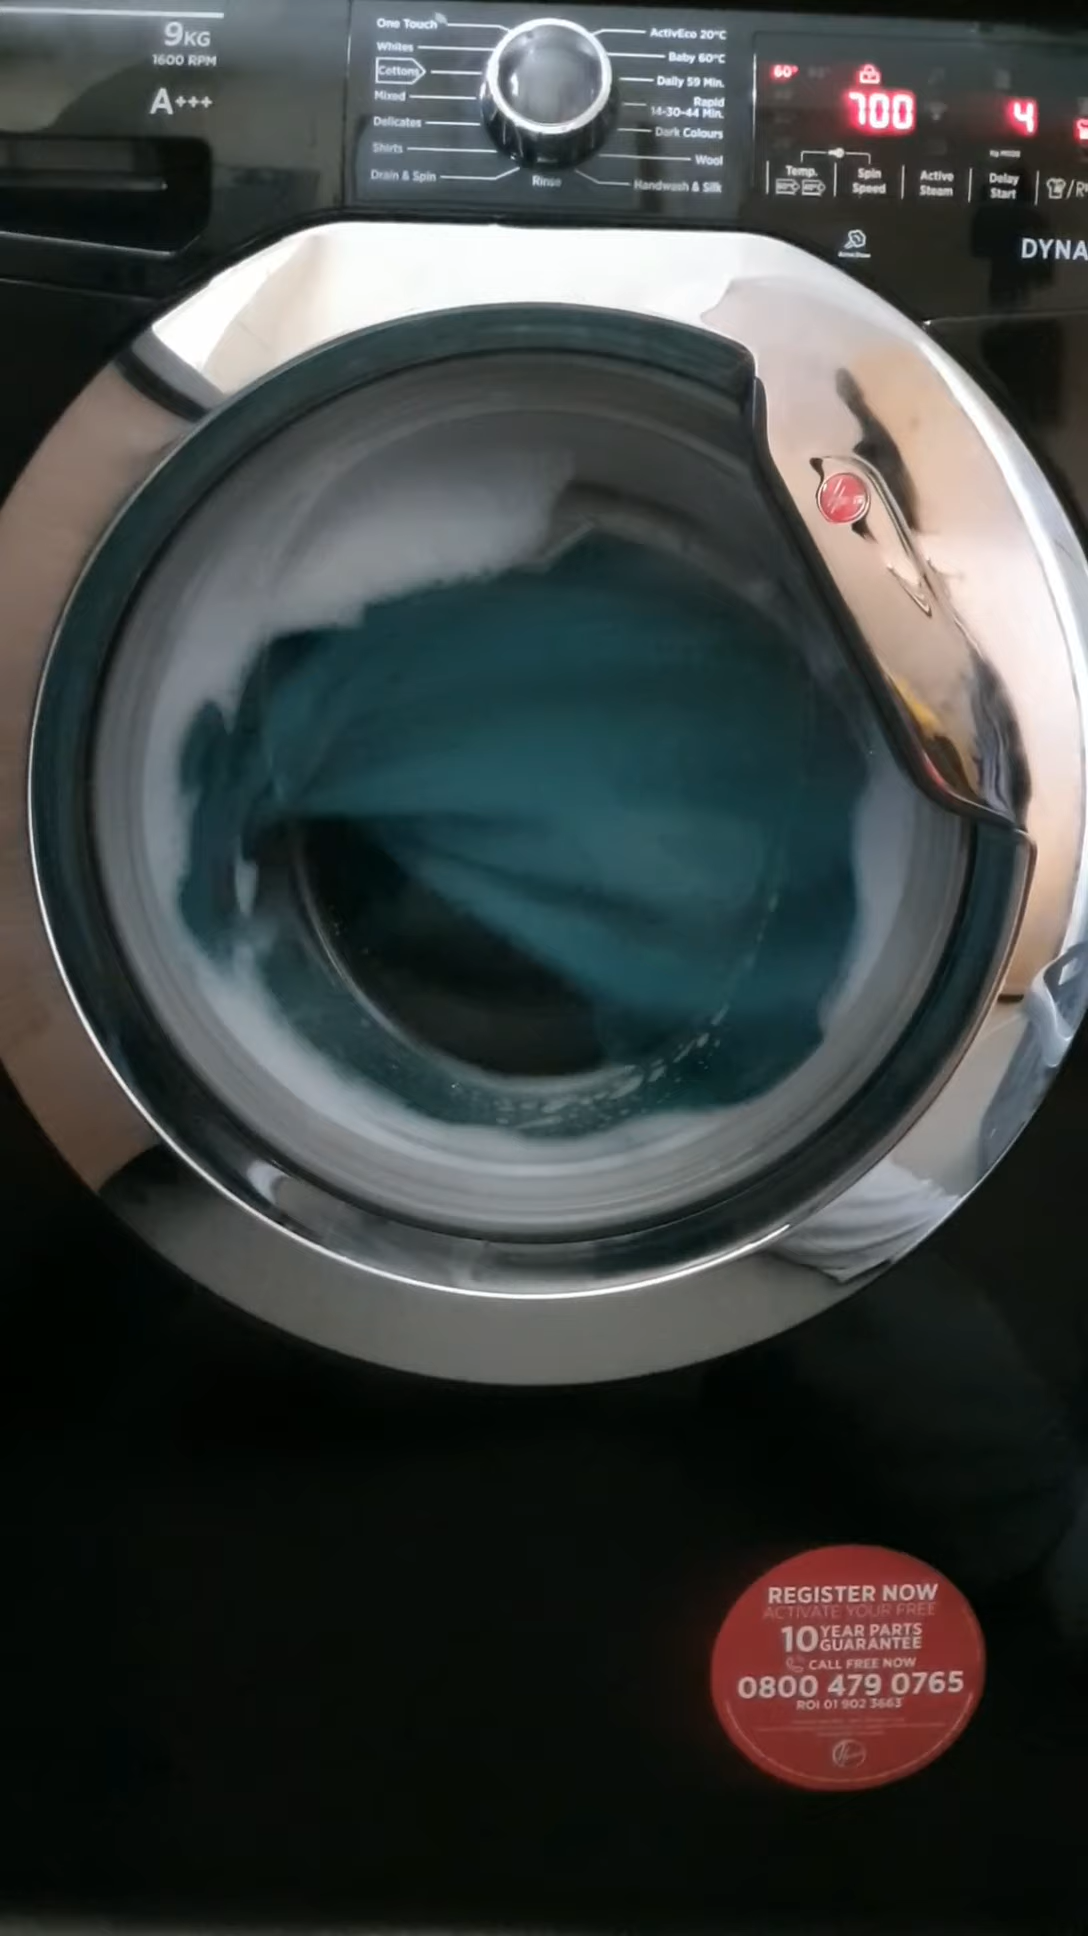 9KG
1600 RPM
A+++
One Touch
Whites
Cottons
Mixed
Delicates
Shirts
Drain & Spin
Rinse
ActivEco 20°C
Baby 60°C
Daily 59 Min.
Rapid
14-30-44 Min.
Dark Colours
Wool
Handwash & Silk
60°
700
4
Temp.
Spin
Speed
Active
Steam
Delay
Start
DYNA
REGISTER NOW
ACTIVATE YOUR FREE
10 YEAR PARTS
GUARANTEE
CALL FREE NOW
0800 479 0765
ROI 01 902 3663